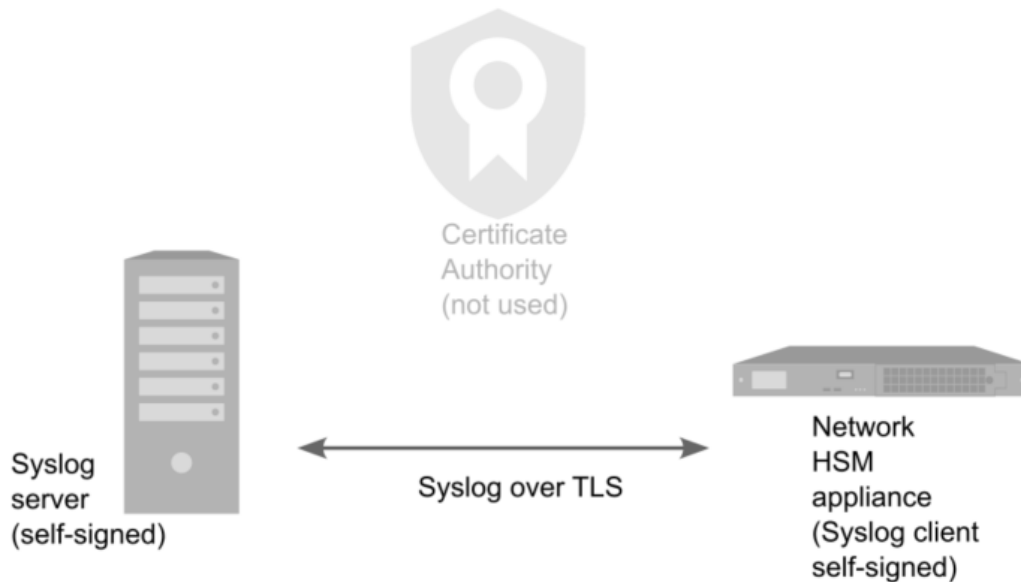 Certificate
Authority
(not used)
Syslog
server
(self-signed)
Syslog over TLS
Network
HSM
appliance
(Syslog client
self-signed)